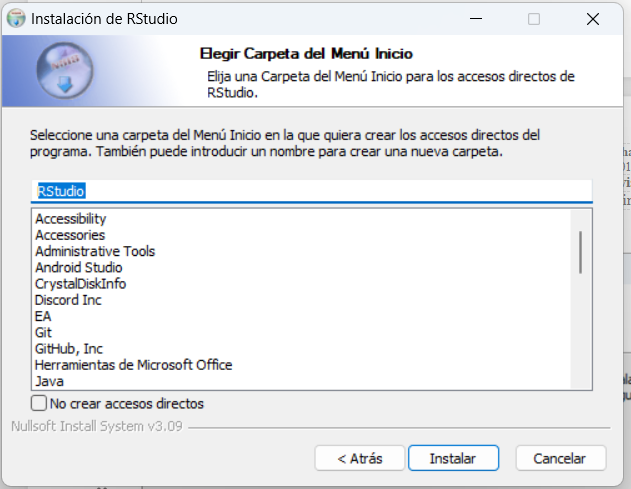 Instalación de RStudio
Elegir Carpeta del Menú Inicio
Elija una Carpeta del Menú Inicio para los accesos directos de
RStudio.
Seleccione una carpeta del Menú Inicio en la que quiera crear los accesos directos del
programa. También puede introducir un nombre para crear una nueva carpeta.
RStudio
Accessibility
Accessories
Administrative Tools
Android Studio
CrystalDiskInfo
Discord Inc
EA
Git
GitHub, Inc
Herramientas de Microsoft Office
Java
No crear accesos directos
Nullsoft Install System v3.09
< Atrás
Instalar
Cancelar